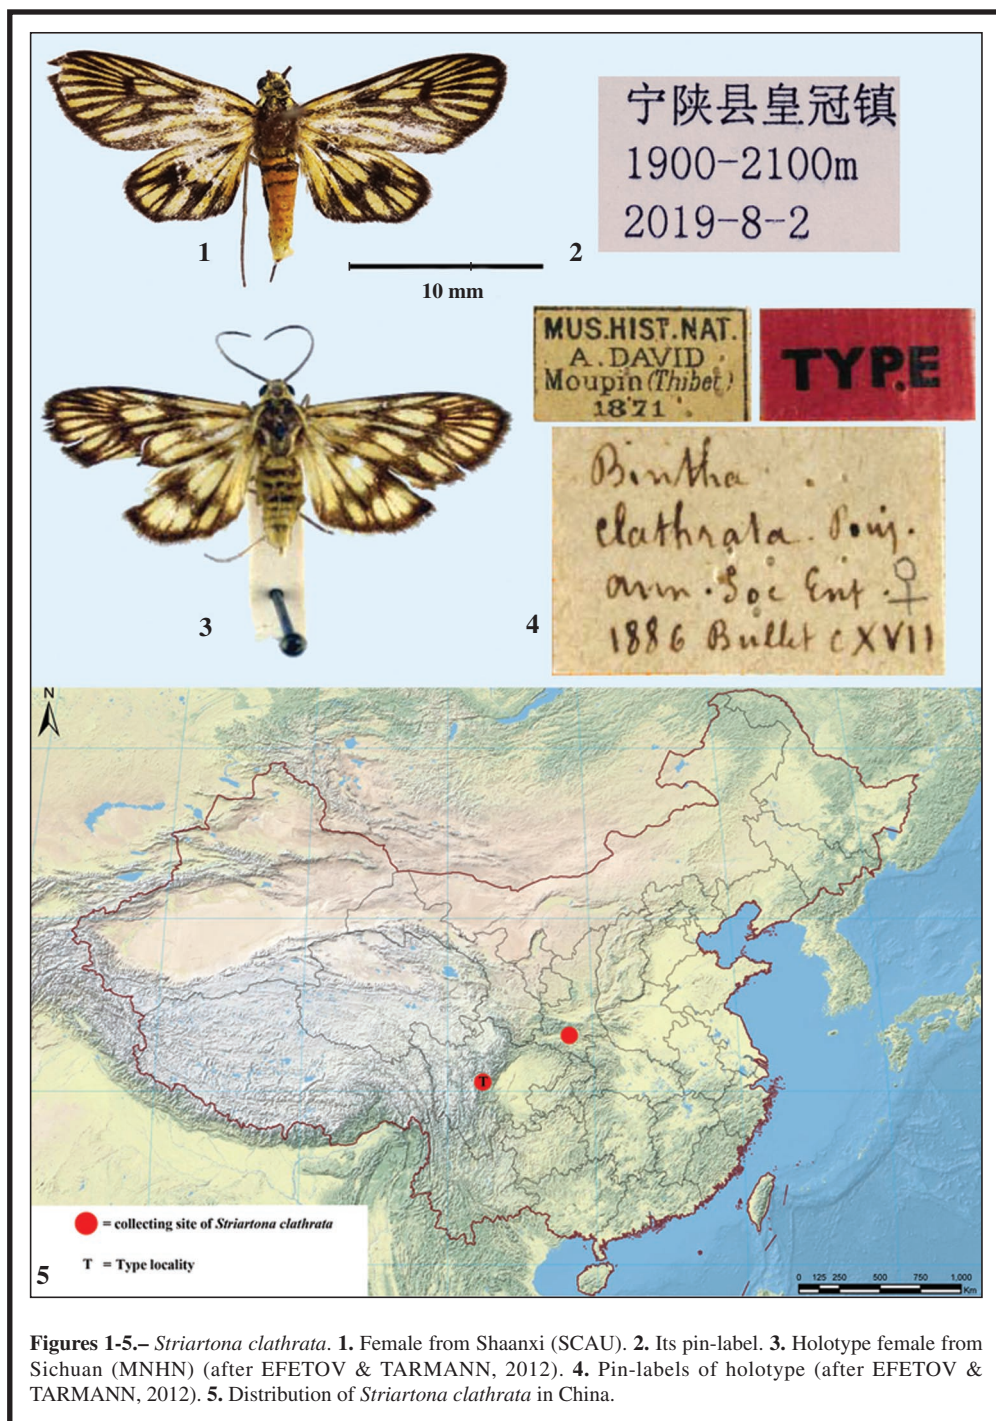 1
2
宁陕县皇冠镇
1900-2100m
2019-8-2
10 mm
3
4
MUS.HIST.NAT.
A. DAVID
Moupin (Thibet)
1871
TYPE
Bintha
clathrata. Pouj.
ann. Soc Ent. ♀
1886 Bullet CXVII
N
T
= collecting site of Striartona clathrata
T = Type locality
5
0 125 250 500 750 1,000
Km
Figures 1-5.– Striartona clathrata. 1. Female from Shaanxi (SCAU). 2. Its pin-label. 3. Holotype female from
Sichuan (MNHN) (after EFETOV & TARMANN, 2012). 4. Pin-labels of holotype (after EFETOV &
TARMANN, 2012). 5. Distribution of Striartona clathrata in China.